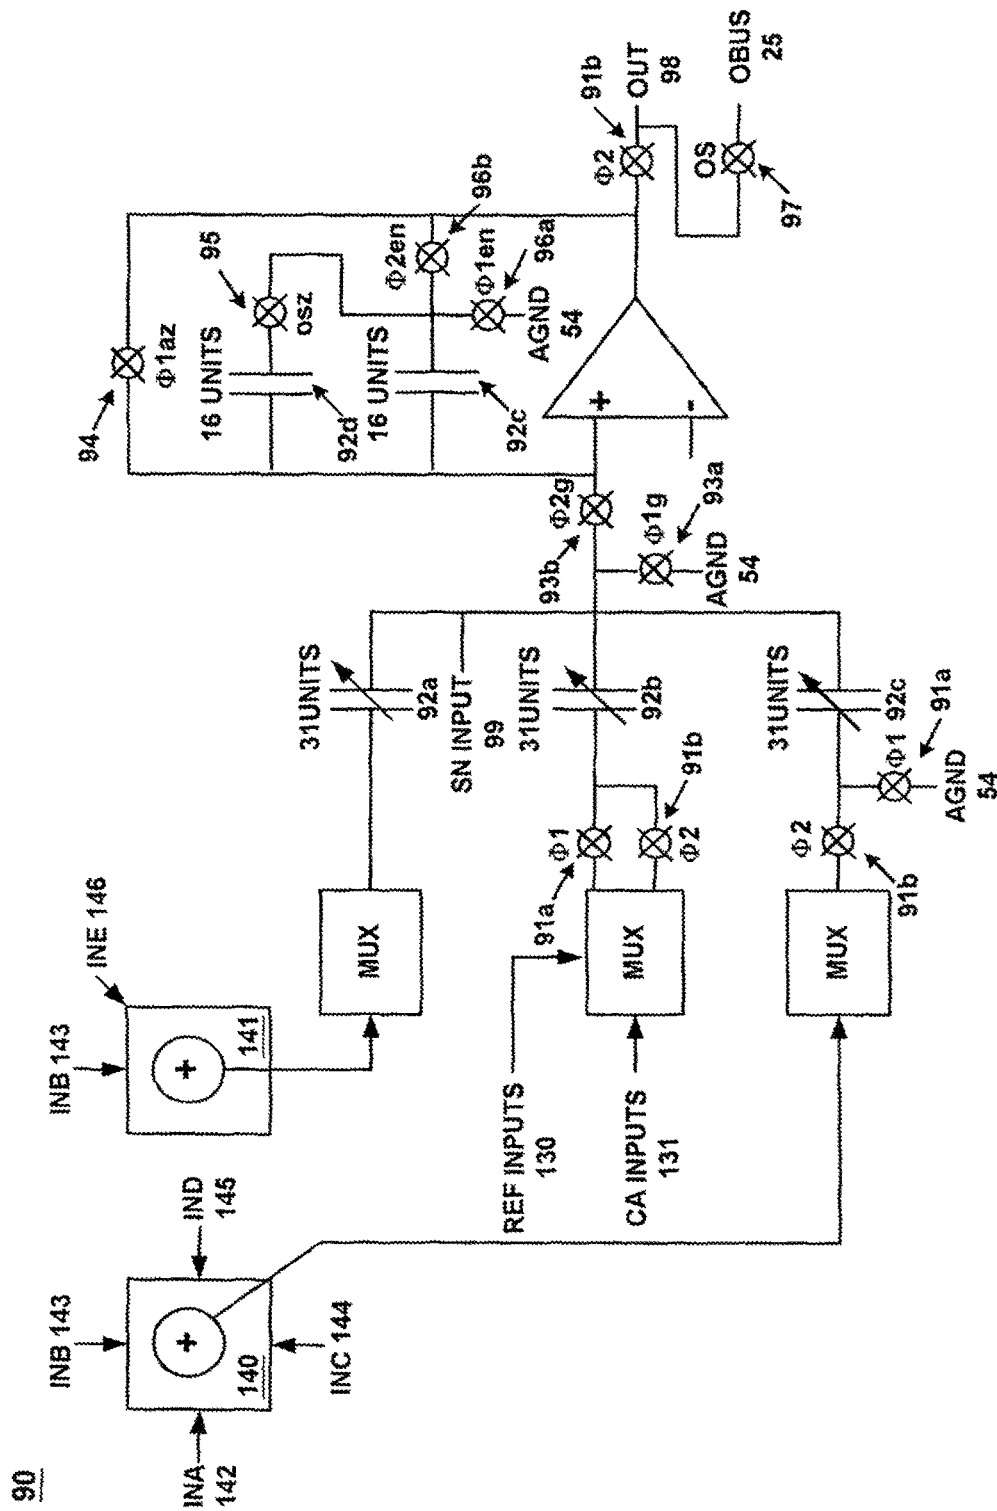 90
INA
142
INB 143
IND
145
INC 144
+
140
INB 143
INE 146
+
141
REF INPUTS
130
CA INPUTS
131
MUX
MUX
MUX
91a
Φ1
Φ2
91b
Φ2
91b
Φ1
91a
AGND
54
31UNITS
92a
SN INPUT
99
31UNITS
92b
31UNITS
92c
93b
Φ2g
Φ1g
93a
AGND
54
94
Φ1az
16 UNITS
92d
95
osz
16 UNITS
92c
Φ2en
96b
Φ1en
96a
AGND
54
+
-
Φ2
91b
OUT
98
OS
97
OBUS
25